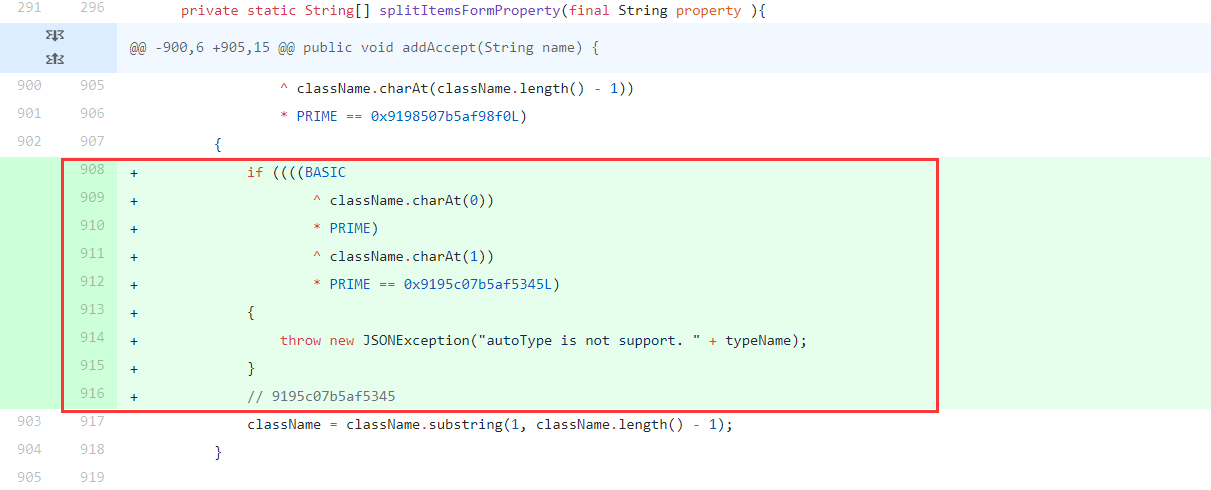 291 296 private static String[] splitItemsFormProperty(final String property ){
@@ -900,6 +905,15 @@ public void addAccept(String name) {
900 905 ^ className.charAt(className.length() - 1))
901 906 * PRIME == 0x9198507b5af98f0L)
902 907 {
908 + if ((((BASIC
909 + ^ className.charAt(0))
910 + * PRIME)
911 + ^ className.charAt(1))
912 + * PRIME == 0x9195c07b5af5345L)
913 + {
914 + throw new JSONException("autoType is not support. " + typeName);
915 + }
916 + // 9195c07b5af5345
903 917 className = className.substring(1, className.length() - 1);
904 918 }
905 919